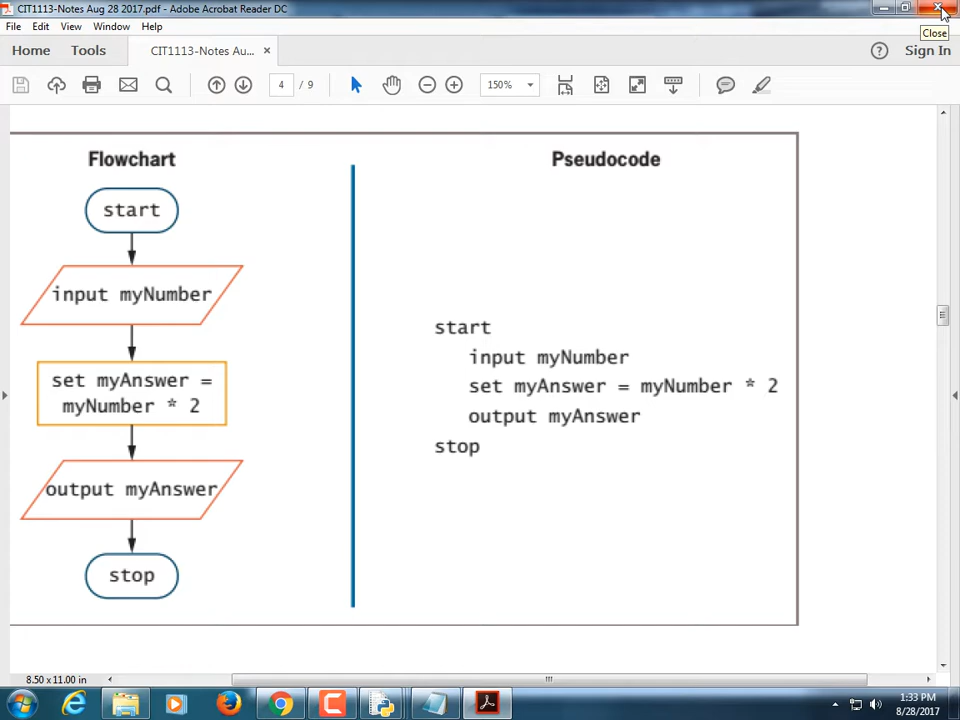 CIT1113-Notes Aug 28 2017.pdf - Adobe Acrobat Reader DC
Close
File Edit View Window Help
Home Tools CIT1113-Notes Au... × ? Sign In
4 / 9 150%
Flowchart
start
input myNumber
set myAnswer =
myNumber * 2
output myAnswer
stop
Pseudocode
start
input myNumber
set myAnswer = myNumber * 2
output myAnswer
stop
8.50 x 11.00 in
1:33 PM
8/28/2017